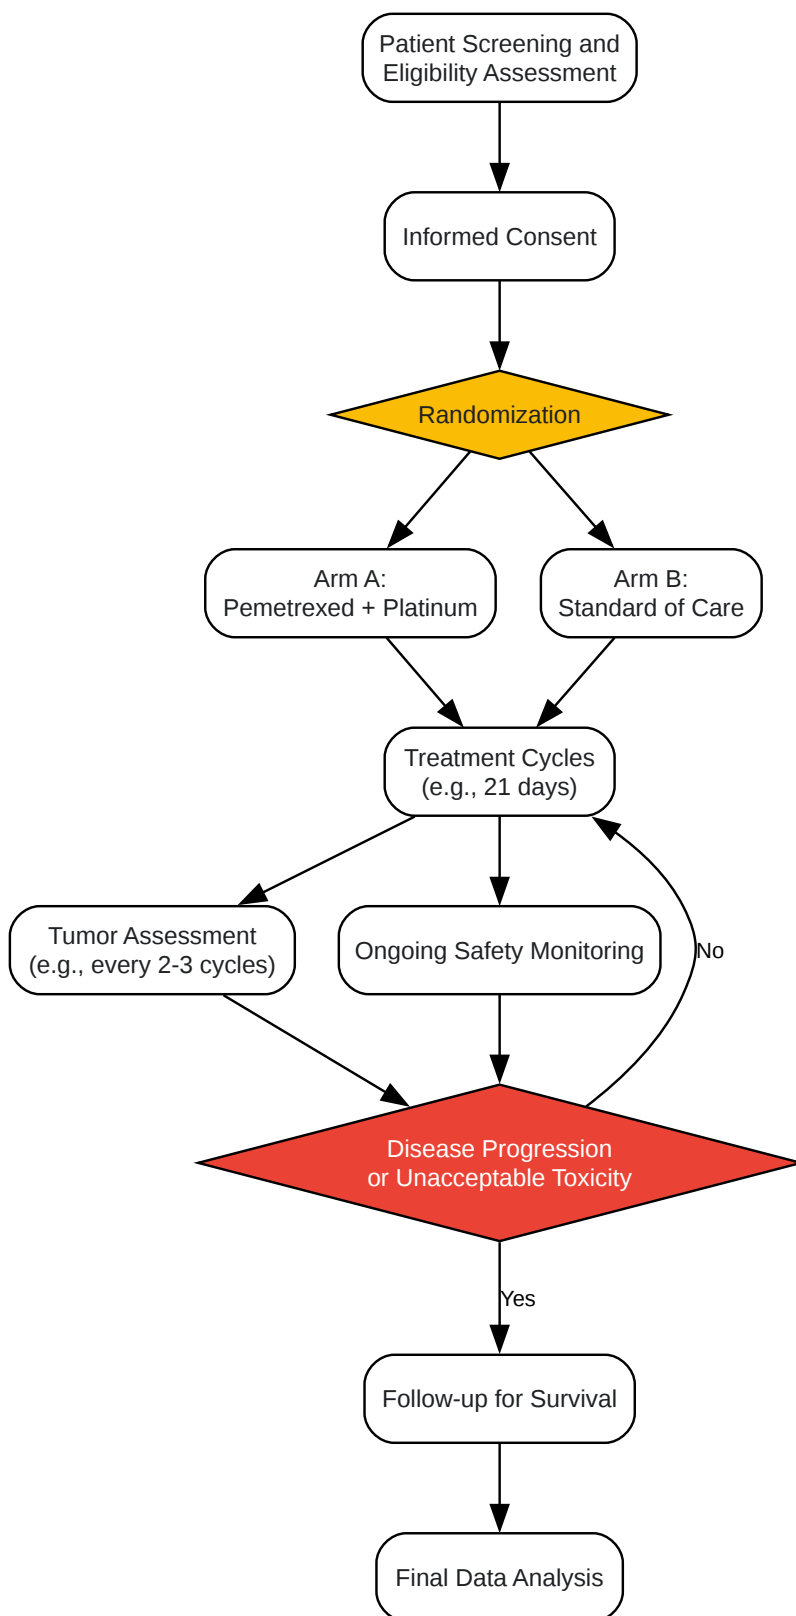 Patient Screening and
Eligibility Assessment
Informed Consent
Randomization
Arm A:
Pemetrexed + Platinum
Arm B:
Standard of Care
Treatment Cycles
(e.g., 21 days)
Tumor Assessment
(e.g., every 2-3 cycles)
Ongoing Safety Monitoring
No
Disease Progression
or Unacceptable Toxicity
Yes
Follow-up for Survival
Final Data Analysis